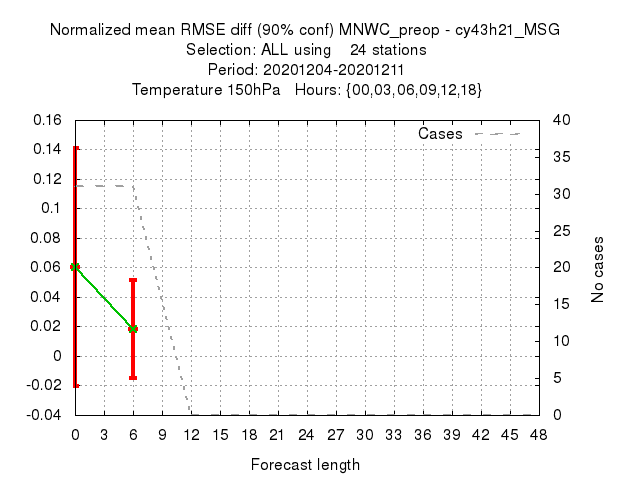 Normalized mean RMSE diff (90% conf) MNWC_preop - cy43h21_MSG
Selection: ALL using 24 stations
Period: 20201204-20201211
Temperature 150hPa Hours: {00,03,06,09,12,18}
Cases
0.16
0.14
0.12
0.1
0.08
0.06
0.04
0.02
0
-0.02
-0.04
40
35
30
25
20
15
10
5
0
No cases
0 3 6 9 12 15 18 21 24 27 30 33 36 39 42 45 48
Forecast length